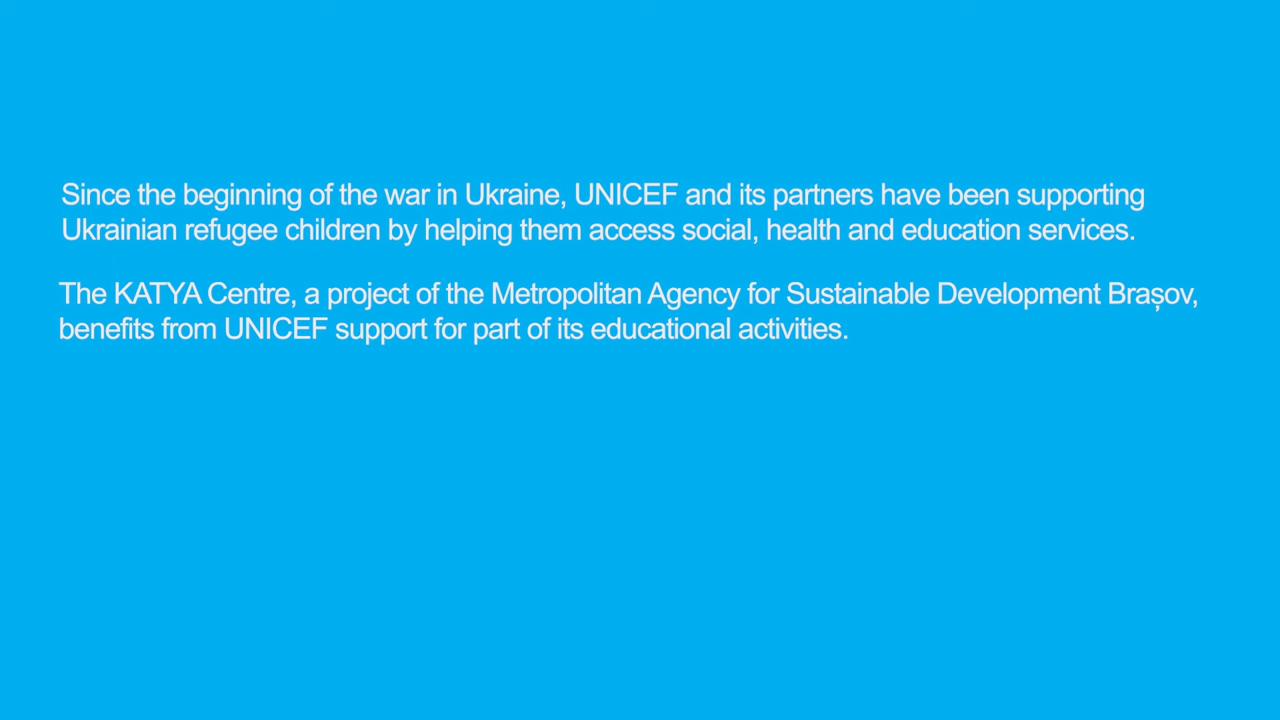 Since the beginning of the war in Ukraine, UNICEF and its partners have been supporting
Ukrainian refugee children by helping them access social, health and education services.
The KATYA Centre, a project of the Metropolitan Agency for Sustainable Development Brașov,
benefits from UNICEF support for part of its educational activities.